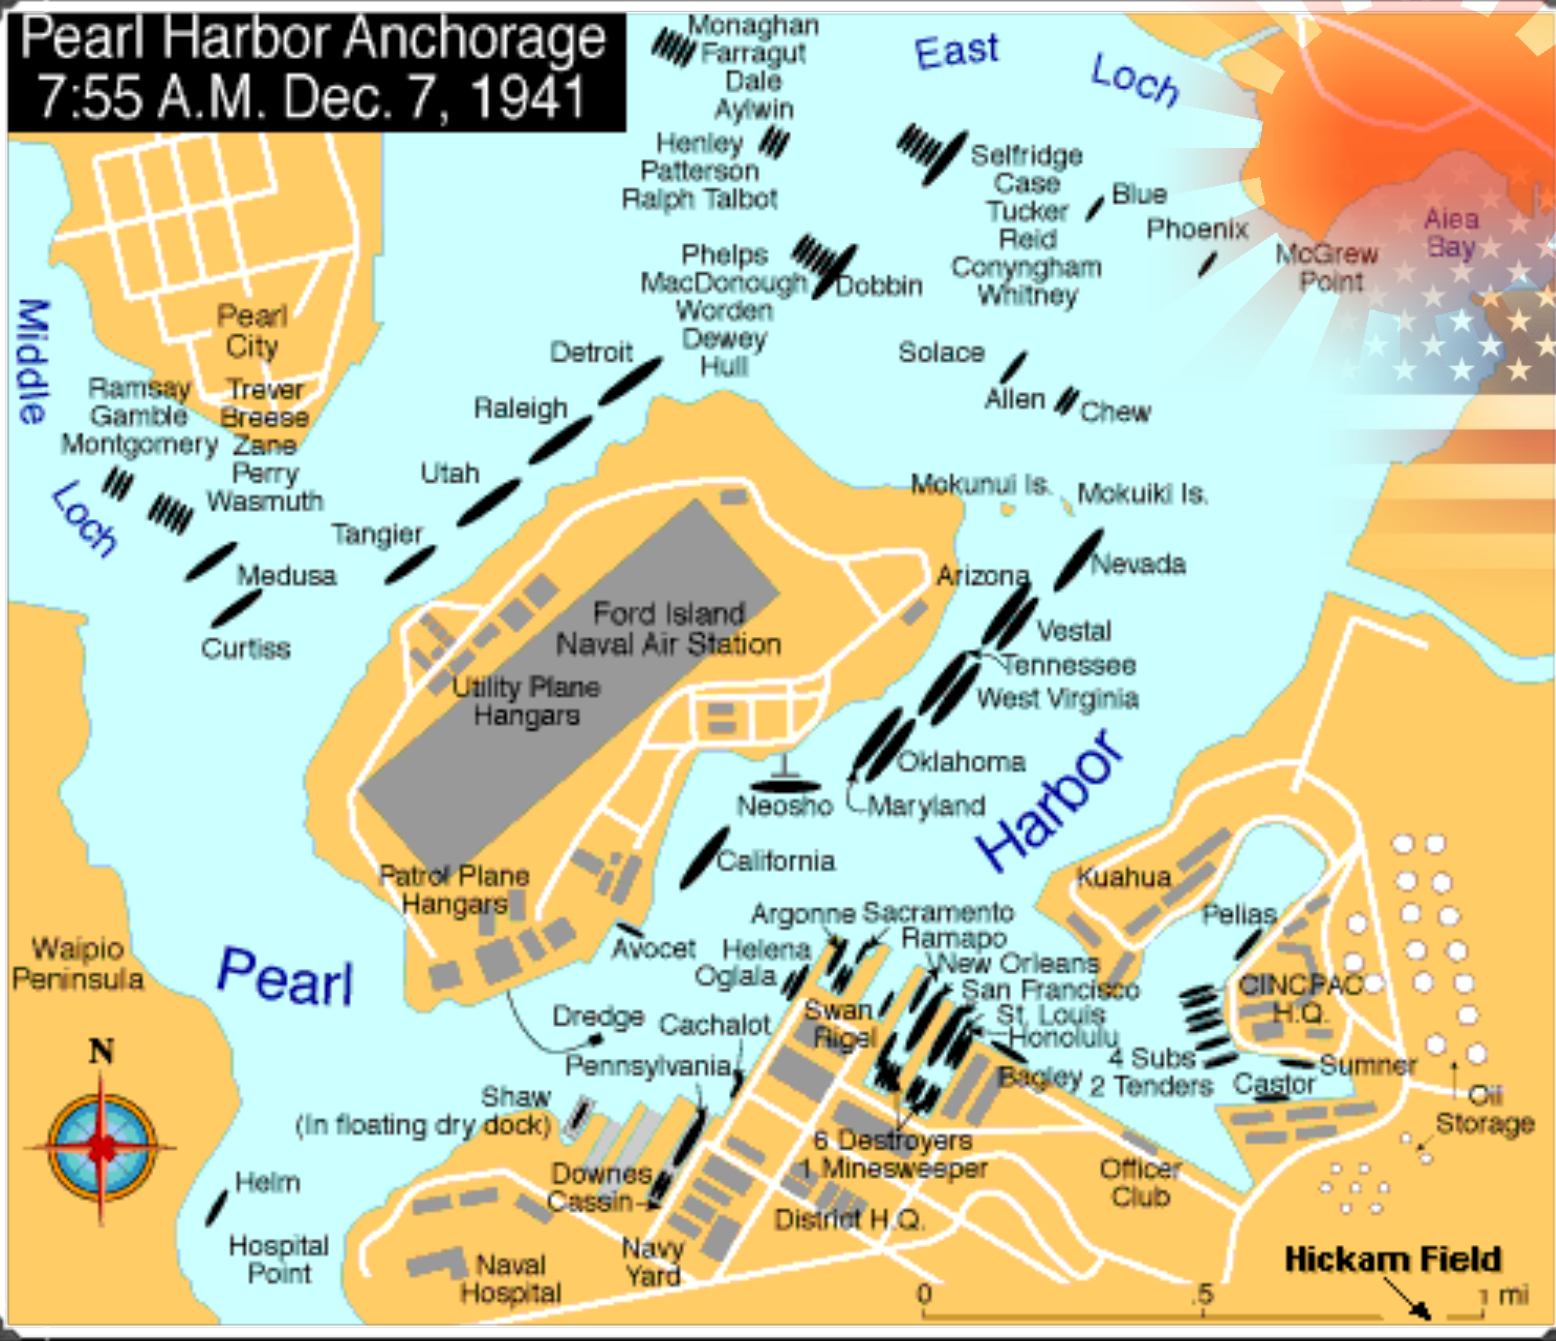 Pearl Harbor Anchorage
7:55 A.M. Dec. 7, 1941
Monaghan
Farragut
Dale
Aylwin
Henley
Patterson
Ralph Talbot
East
Loch
Selfridge
Case
Tucker
Reid
Conyngham
Whitney
Blue
Phoenix
McGrew
Point
Aiea
Bay
Phelps
MacDonough
Worden
Dewey
Hull
Dobbin
Pearl
City
Middle
Loch
Ramsay
Gamble
Montgomery
Trever
Breese
Zane
Perry
Wasmuth
Medusa
Curtiss
Detroit
Raleigh
Utah
Tangier
Solace
Allen
Chew
Mokunui Is.
Mokuiki Is.
Nevada
Arizona
Vestal
Tennessee
West Virginia
Oklahoma
Maryland
Neosho
California
Ford Island
Naval Air Station
Utility Plane
Hangars
Patrol Plane
Hangars
Waipio
Peninsula
Pearl
Harbor
Kuahua
Avocet
Argonne
Sacramento
Helena
Ramapo
Oglala
New Orleans
San Francisco
Swan
St. Louis
Rigel
Honolulu
Bagley
Pelias
CINCPAC
H.Q.
4 Subs
2 Tenders
Sumner
Castor
Oil
Storage
Dredge
Cachalot
Pennsylvania
Shaw
(In floating dry dock)
Downes
Cassin
6 Destroyers
1 Minesweeper
District H.Q.
Officer
Club
N
Helm
Hospital
Point
Naval
Hospital
Navy
Yard
Hickam Field
0 .5 1 mi